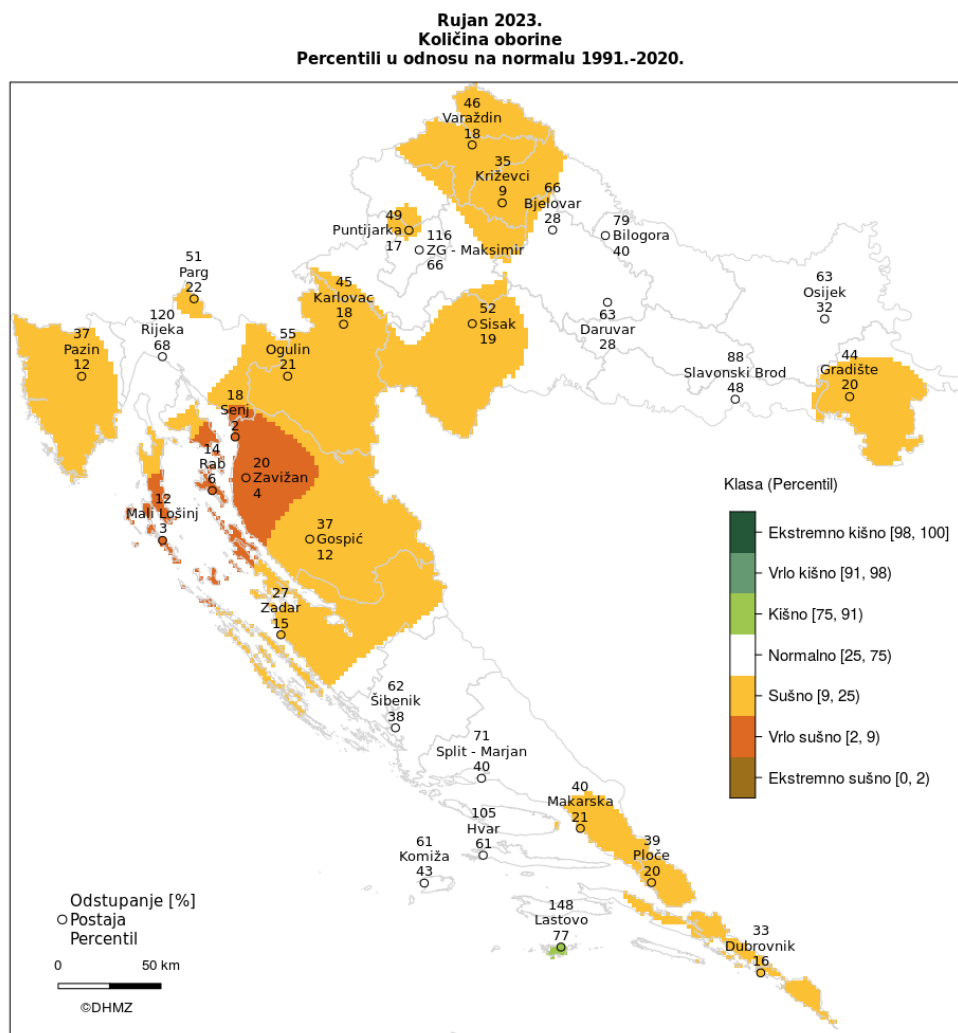 Rujan 2023.
Količina oborine
Percentili u odnosu na normalu 1991.-2020.
46
Varaždin
18
35
Križevci
9
66
Bjelovar
28
49
Puntijarka
17
116
ZG - Maksimir
66
79
Bilogora
40
51
Parg
22
45
Karlovac
18
63
Osijek
32
120
Rijeka
68
52
Sisak
19
63
Daruvar
28
37
Pazin
12
55
Ogulin
21
88
Slavonski Brod
48
44
Gradište
20
18
Senj
2
14
Rab
6
20
Zavižan
4
12
Mali Lošinj
3
37
Gospić
12
27
Zadar
15
62
Šibenik
38
71
Split - Marjan
40
40
Makarska
21
105
Hvar
61
61
Komiža
43
39
Ploče
20
148
Lastovo
77
33
Dubrovnik
16
Klasa (Percentil)
Ekstremno kišno [98, 100]
Vrlo kišno [91, 98)
Kišno [75, 91)
Normalno [25, 75)
Sušno [9, 25)
Vrlo sušno [2, 9)
Ekstremno sušno [0, 2)
Odstupanje [%]
Postaja
Percentil
0 50 km
©DHMZ